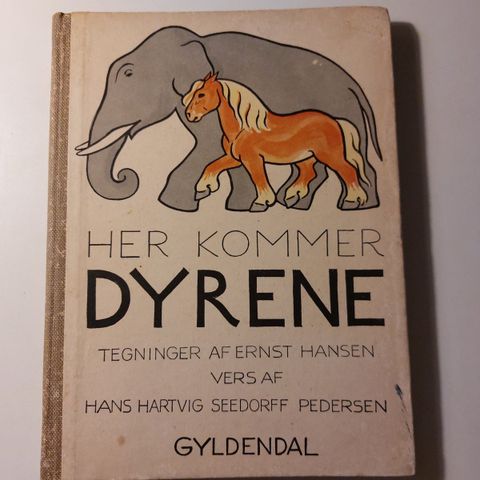 HER KOMMER
DYRENE
TEGNINGER AF ERNST HANSEN
VERS AF
HANS HARTVIG SEEDORFF PEDERSEN
GYLDENDAL